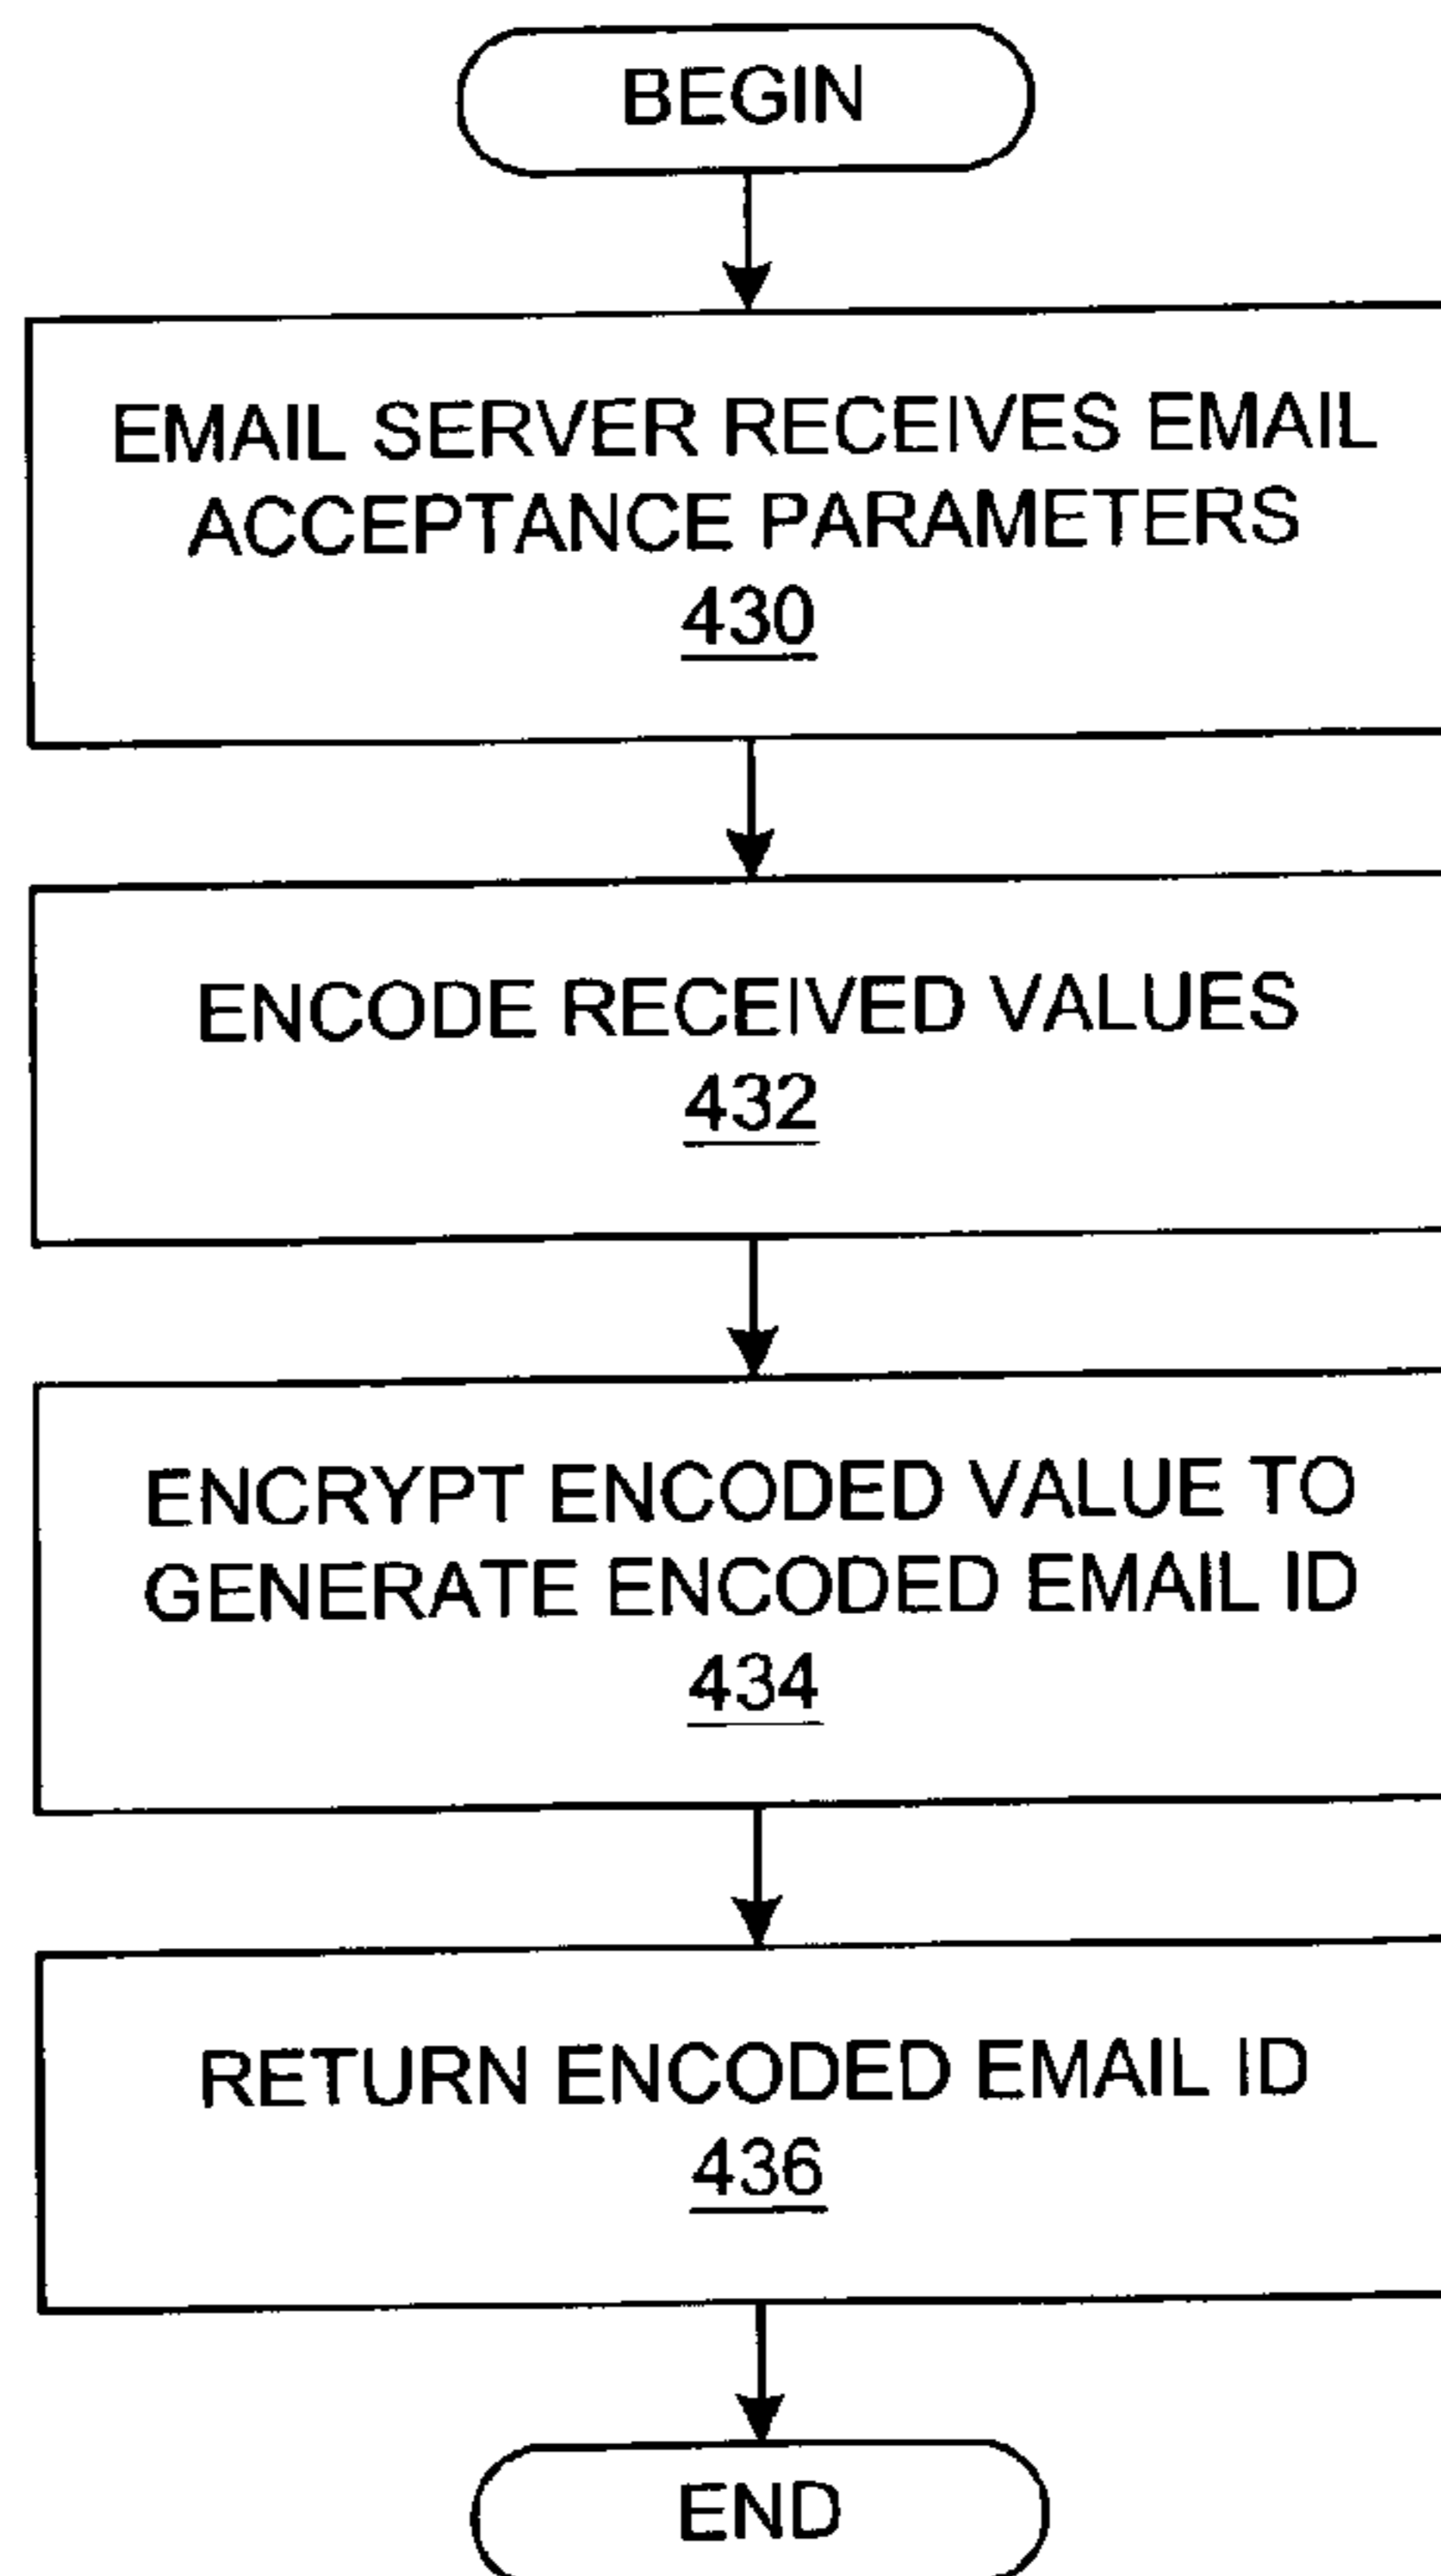 BEGIN
EMAIL SERVER RECEIVES EMAIL
ACCEPTANCE PARAMETERS
430
ENCODE RECEIVED VALUES
432
ENCRYPT ENCODED VALUE TO
GENERATE ENCODED EMAIL ID
434
RETURN ENCODED EMAIL ID
436
END